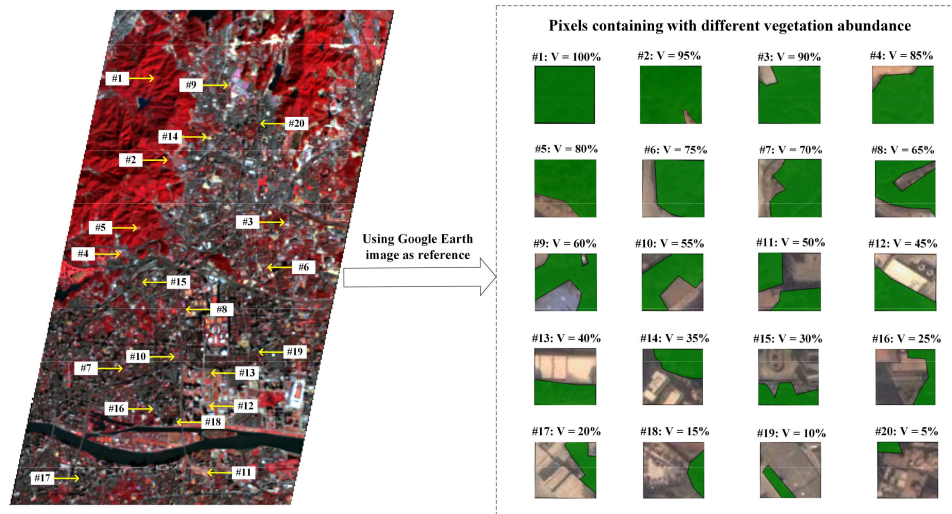 #1
#9
#20
#14
#2
#3
#5
#4
#6
#15
#8
#10
#19
#7
#13
#16
#12
#18
#11
#17
Using Google Earth
image as reference
Pixels containing with different vegetation abundance
#1: V = 100%
#2: V = 95%
#3: V = 90%
#4: V = 85%
#5: V = 80%
#6: V = 75%
#7: V = 70%
#8: V = 65%
#9: V = 60%
#10: V = 55%
#11: V = 50%
#12: V = 45%
#13: V = 40%
#14: V = 35%
#15: V = 30%
#16: V = 25%
#17: V = 20%
#18: V = 15%
#19: V = 10%
#20: V = 5%